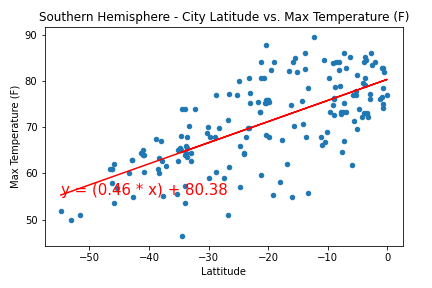 Southern Hemisphere - City Latitude vs. Max Temperature (F)
Max Temperature (F)
90
80
70
60
50
y = (0.46 * x) + 80.38
−50
−40
−30
−20
−10
0
Lattitude